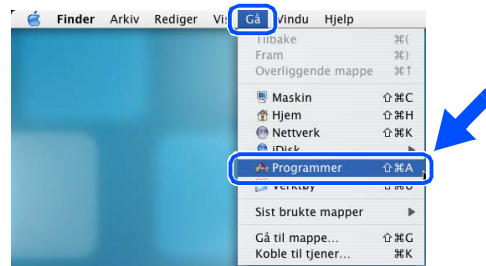 Finder Arkiv Rediger Vis Gå Vindu Hjelp
Tilbake ⌘(
Fram ⌘)
Overliggende mappe ⌘↑
Maskin ⇧⌘C
Hjem ⇧⌘H
Nettverk ⇧⌘K
iDisk ▶
Programmer ⇧⌘A
Verktøy ⇧⌘U
Sist brukte mapper ▶
Gå til mappe... ⇧⌘G
Koble til tjener... ⌘K